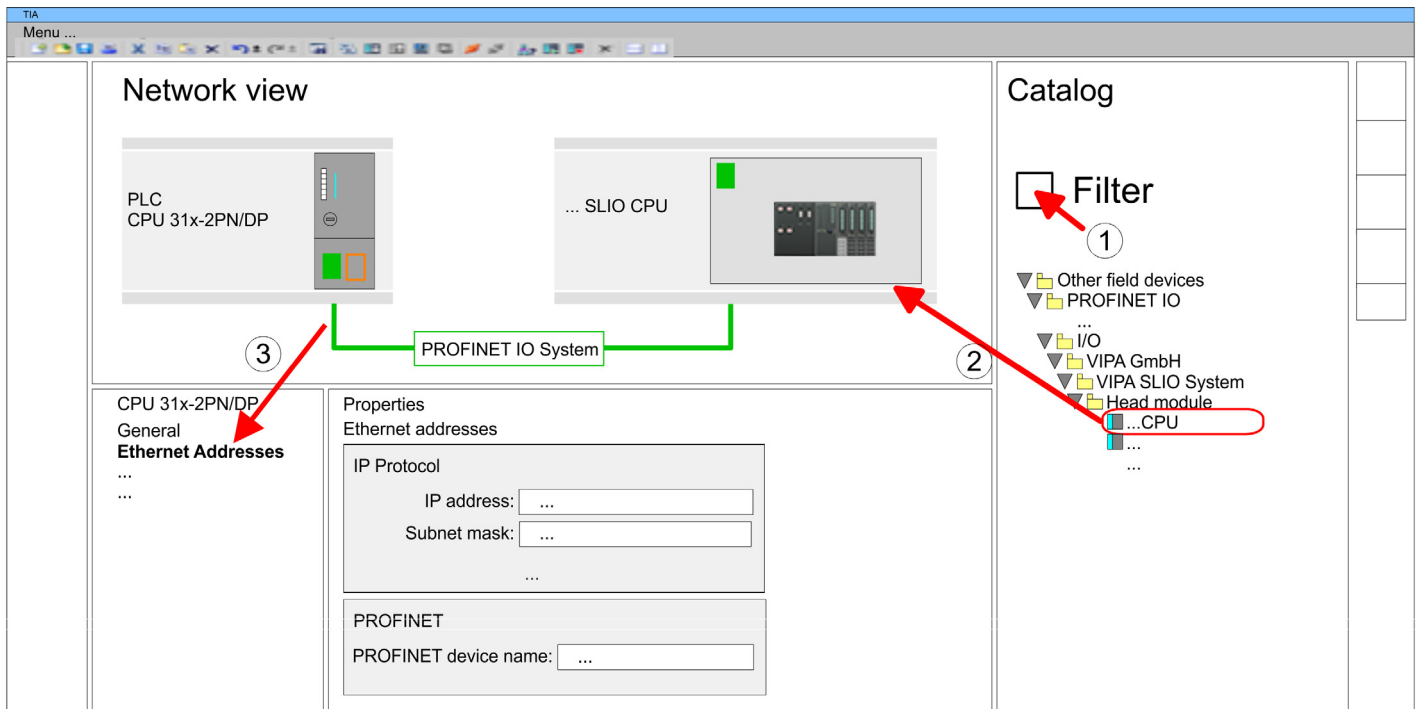 TIA
Menu ...
Network view
PLC
CPU 31x-2PN/DP
... SLIO CPU
PROFINET IO System
3
2
Catalog
Filter
1
Other field devices
PROFINET IO
...
I/O
VIPA GmbH
VIPA SLIO System
Head module
...CPU
...
...
CPU 31x-2PN/DP
General
Ethernet Addresses
...
...
Properties
Ethernet addresses
IP Protocol
IP address: ...
Subnet mask: ...
...
PROFINET
PROFINET device name: ...